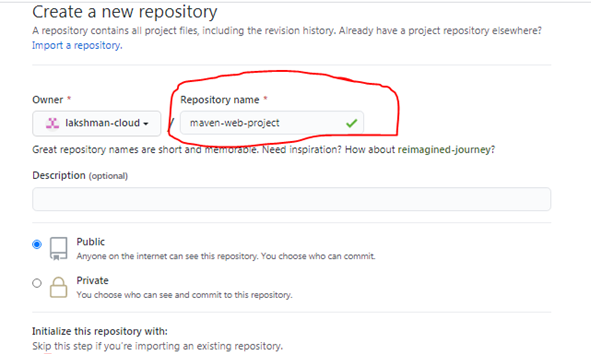 Create a new repository
A repository contains all project files, including the revision history. Already have a project repository elsewhere?
Import a repository.
Owner * Repository name *
lakshman-cloud / maven-web-project
Great repository names are short and memorable. Need inspiration? How about reimagined-journey?
Description (optional)
Public
Anyone on the internet can see this repository. You choose who can commit.
Private
You choose who can see and commit to this repository.
Initialize this repository with:
Skip this step if you're importing an existing repository.